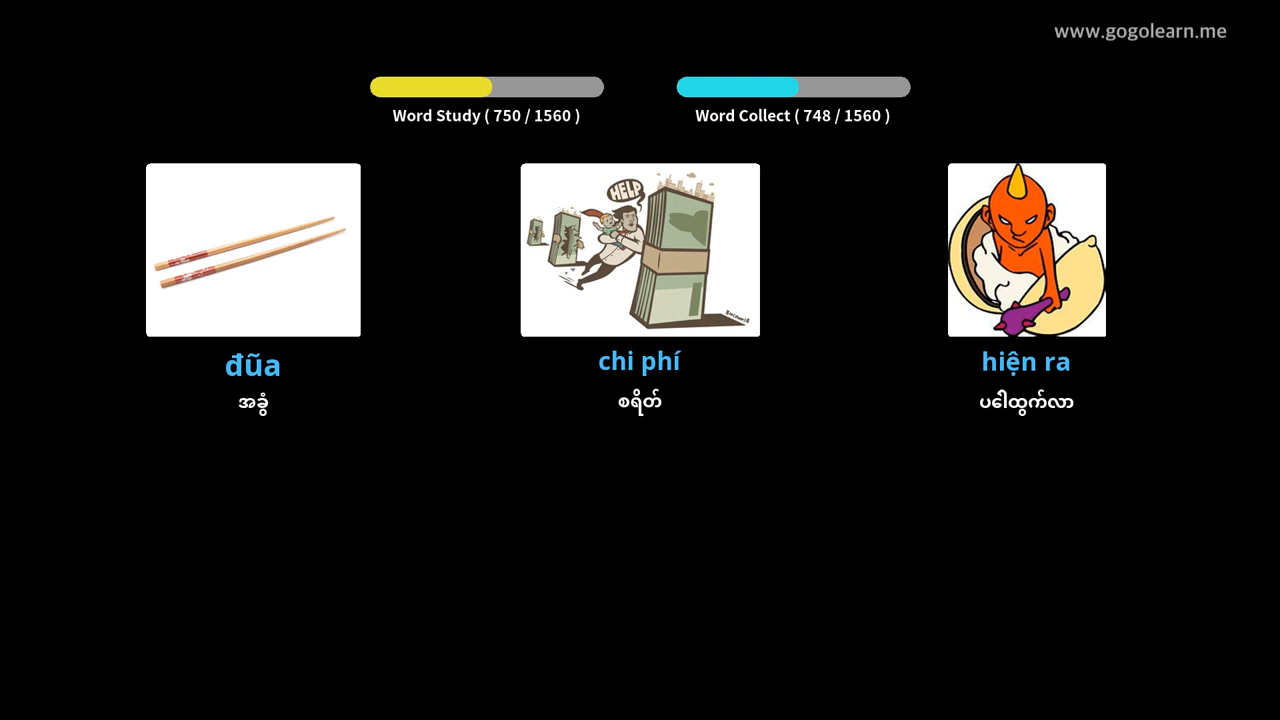 www.gogolearn.me
Word Study ( 750 / 1560 )
Word Collect ( 748 / 1560 )
HELP
đũa
chi phí
hiện ra
အခွံ
စရိတ်
ပေါ်ထွက်လာ